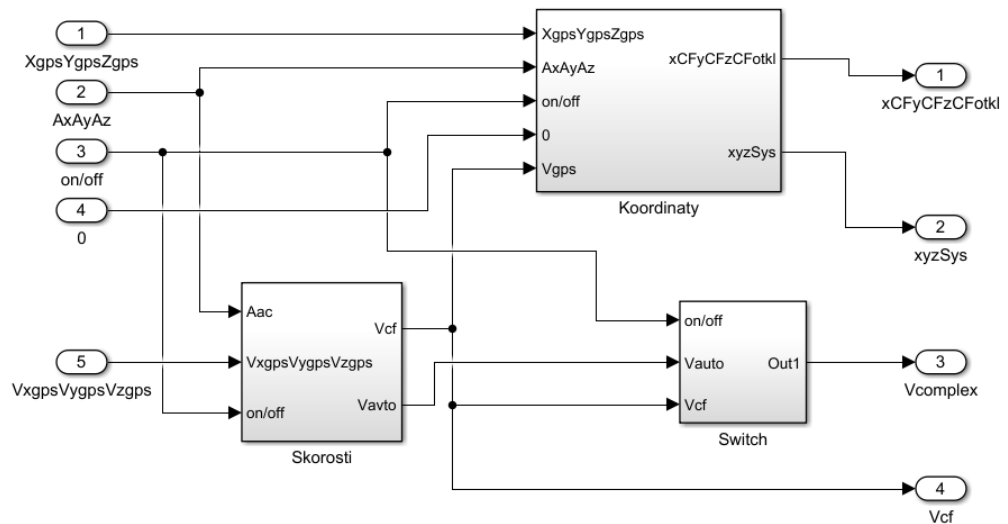 1
XgpsYgpsZgps
2
AxAyAz
3
on/off
4
0
5
VxgpsVygpsVzgps
XgpsYgpsZgps
AxAyAz
on/off
0
Vgps
xCFyCFzCFotkl
xyzSys
Koordinaty
Aac
VxgpsVygpsVzgps
on/off
Vcf
Vavto
Skorosti
on/off
Vauto
Vcf
Out1
Switch
1
xCFyCFzCFotkl
2
xyzSys
3
Vcomplex
4
Vcf